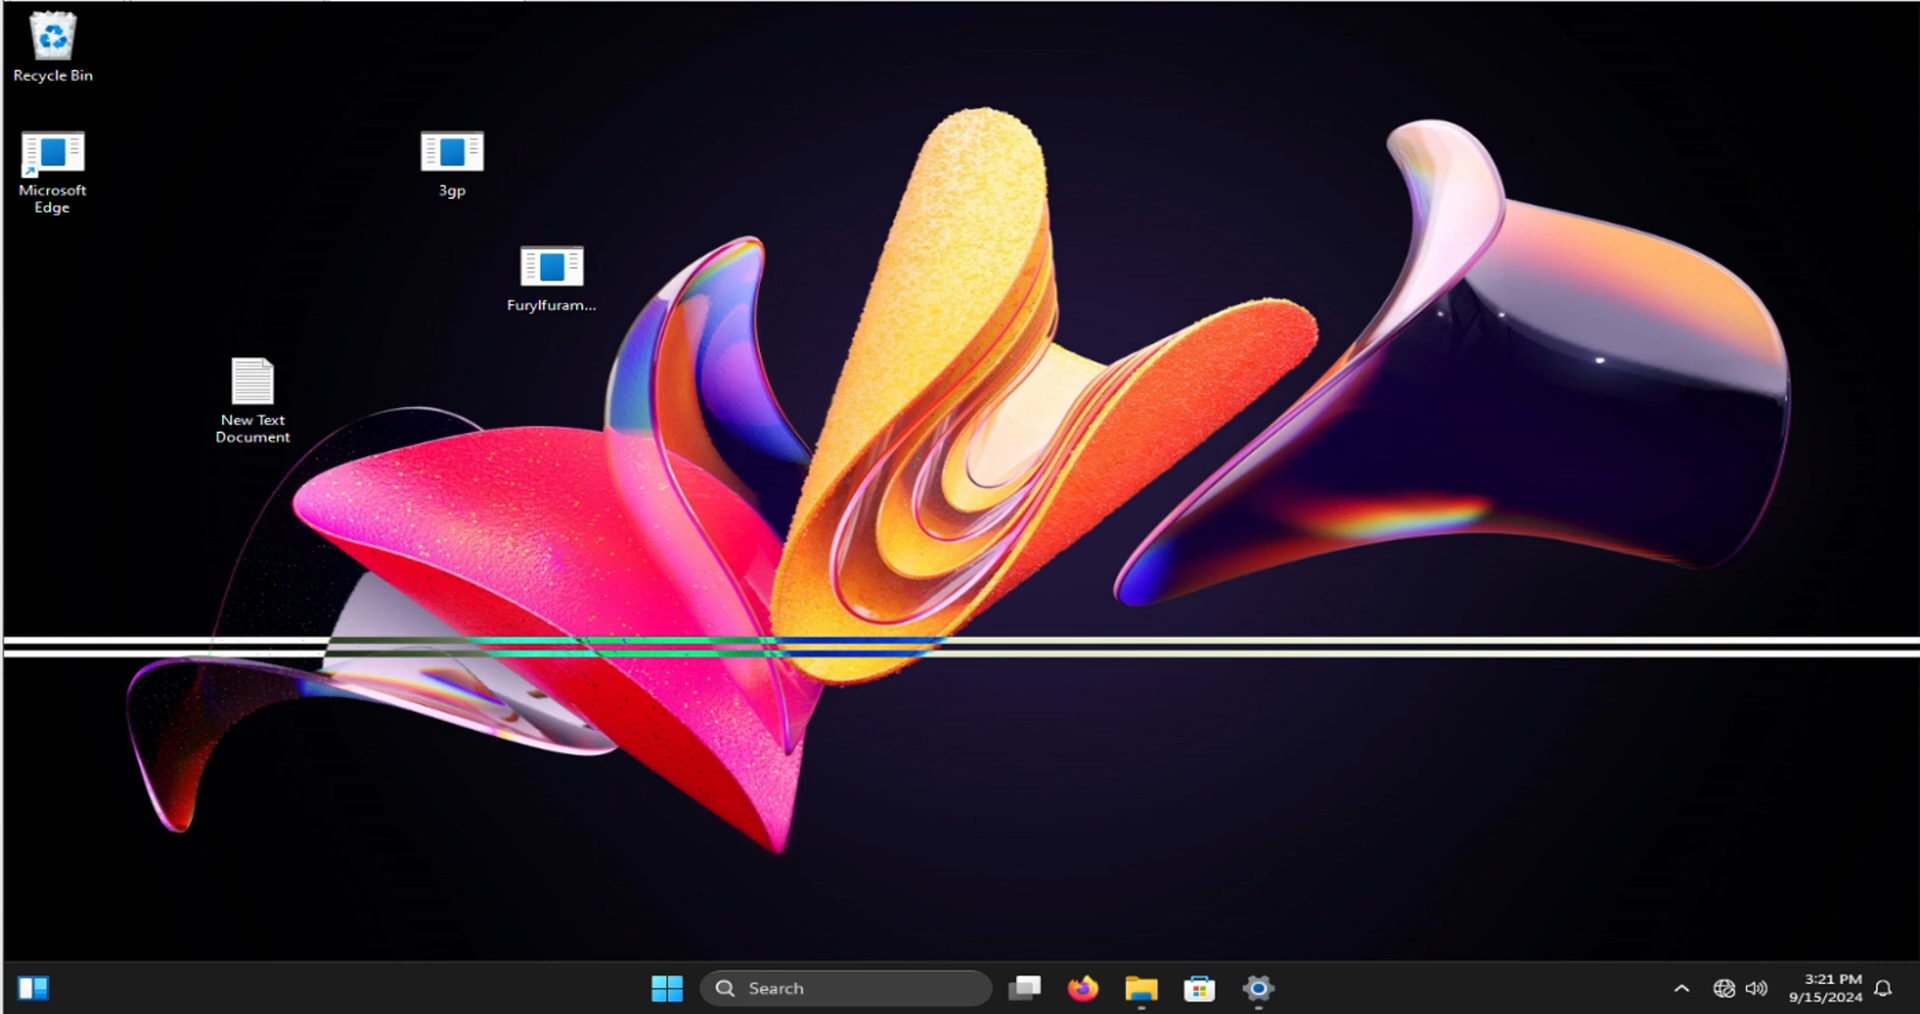 Recycle Bin
Microsoft
Edge
3gp
Furylfuram...
New Text
Document
Search
3:21 PM
9/15/2024